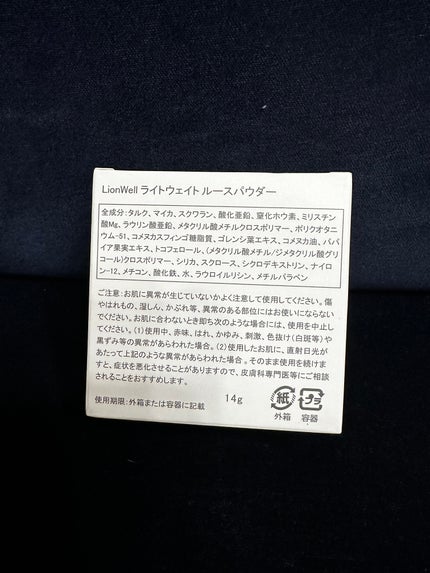 LionWell ライトウェイト ルースパウダー
全成分:タルク、マイカ、スクワラン、酸化亜鉛、窒化ホウ素、ミリスチン
酸Mg、ラウリン酸亜鉛、メタクリル酸メチルクロスポリマー、ポリクオタニ
ウム-51、コメヌカスフィンゴ糖脂質、ゴレンシ葉エキス、コメヌカ油、パパ
イア果実エキス、トコフェロール、(メタクリル酸メチル/ジメタクリル酸グリ
コール)クロスポリマー、シリカ、スクロース、シクロデキストリン、ナイロ
ン-12、メチコン、酸化鉄、水、ラウロイルリシン、メチルパラベン
ご注意:お肌に異常が生じていないかよく注意して使用してください。傷
やはれもの、湿しん、かぶれ等、異常のある部位にはお使いにならない
でください。お肌に合わないとき即ち次のような場合には、使用を中止し
てください。(1)使用中、赤味、はれ、かゆみ、刺激、色抜け(白斑等)や
黒ずみ等の異常があらわれた場合。(2)使用したお肌に、直射日光が
あたって上記のような異常があらわれた場合。そのまま使用を続けま
すと、症状を悪化させることがありますので、皮膚科専門医等にご相談
されることをおすすめします。
使用期限:外箱または容器に記載 14g
紙 プラ
外箱 容器